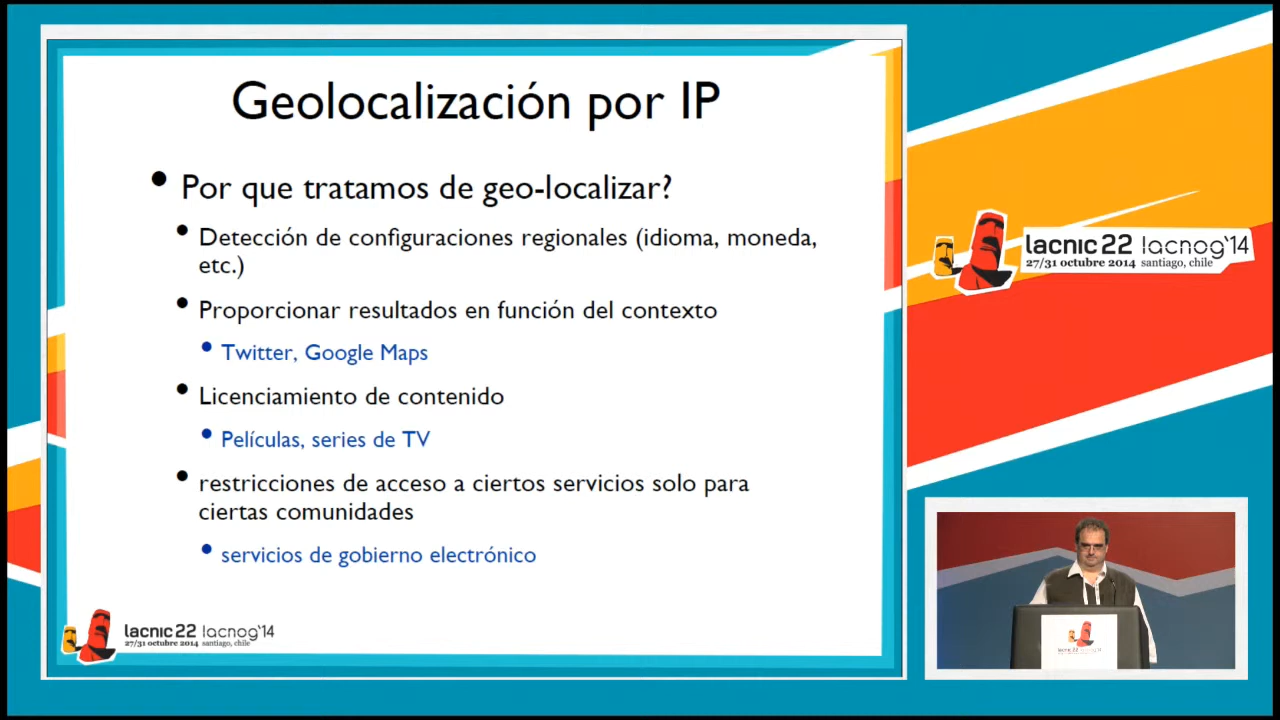 Geolocalización por IP
Por que tratamos de geo-localizar?
Detección de configuraciones regionales (idioma, moneda,
etc.)
Proporcionar resultados en función del contexto
Twitter, Google Maps
Licenciamiento de contenido
Películas, series de TV
restricciones de acceso a ciertos servicios solo para
ciertas comunidades
servicios de gobierno electrónico
lacnic 22 lacnog'14
27/31 octubre 2014 santiago, chile
lacnic 22 lacnog'14
27/31 octubre 2014 santiago, chile